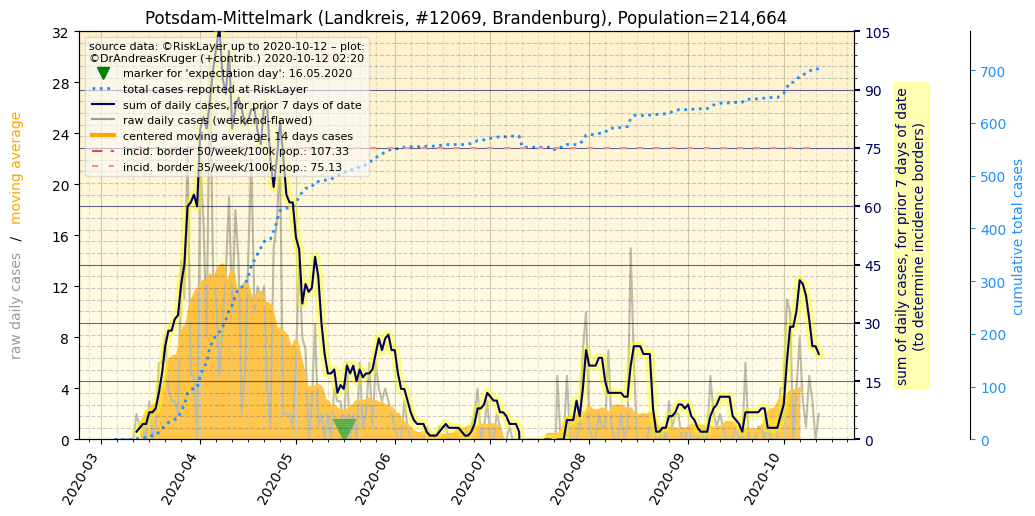 Potsdam-Mittelmark (Landkreis, #12069, Brandenburg), Population=214,664
source data: ©RiskLayer up to 2020-10-12 – plot:
©DrAndreasKruger (+contrib.) 2020-10-12 02:20
marker for 'expectation day': 16.05.2020
total cases reported at RiskLayer
sum of daily cases, for prior 7 days of date
raw daily cases (weekend-flawed)
centered moving average, 14 days cases
incid. border 50/week/100k pop.: 107.33
incid. border 35/week/100k pop.: 75.13
raw daily cases / moving average
32
28
24
20
16
12
8
4
0
2020-03
2020-04
2020-05
2020-06
2020-07
2020-08
2020-09
2020-10
105
90
75
60
45
30
15
0
sum of daily cases, for prior 7 days of date
(to determine incidence borders)
700
600
500
400
300
200
100
0
cumulative total cases